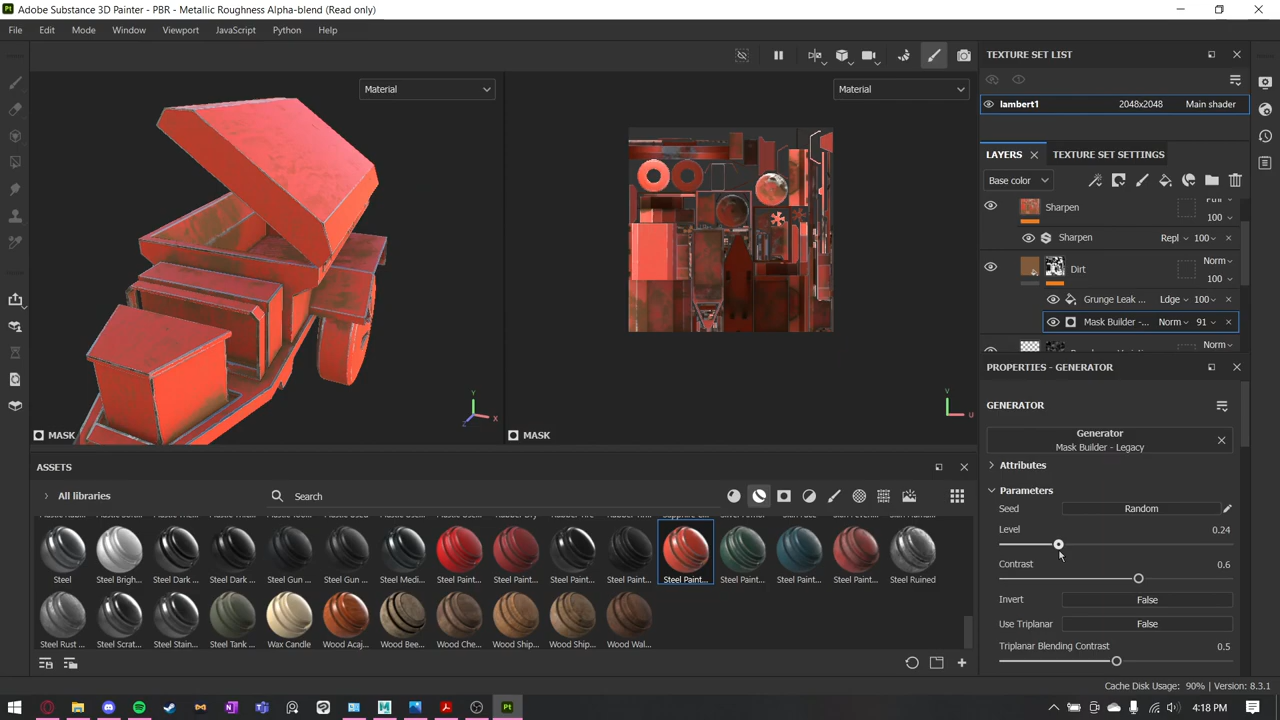 Adobe Substance 3D Painter - PBR - Metallic Roughness Alpha-blend (Read only)
File Edit Mode Window Viewport JavaScript Python Help
Material
Material
TEXTURE SET LIST
lambert1 2048x2048 Main shader
LAYERS TEXTURE SET SETTINGS
Base color
Sharpen
100
Sharpen Repl 100
Norm
Dirt
100
Grunge Leak ... Ldge 100
Mask Builder -... Norm 91
Norm
Y
X
Z
V
U
MASK
MASK
PROPERTIES - GENERATOR
GENERATOR
Generator
Mask Builder - Legacy
Attributes
Parameters
Seed Random
Level 0.24
Contrast 0.6
Invert False
Use Triplanar False
Triplanar Blending Contrast 0.5
ASSETS
All libraries
Search
Steel Steel Brigh... Steel Dark ... Steel Dark ... Steel Gun ... Steel Gun ... Steel Medi... Steel Paint... Steel Paint... Steel Paint... Steel Paint... Steel Paint... Steel Paint... Steel Paint... Steel Paint... Steel Ruined
Steel Rust ... Steel Scrat... Steel Stain... Steel Tank ... Wax Candle Wood Acaj... Wood Bee... Wood Che... Wood Ship... Wood Ship... Wood Wal...
Cache Disk Usage: 90% | Version: 8.3.1
4:18 PM